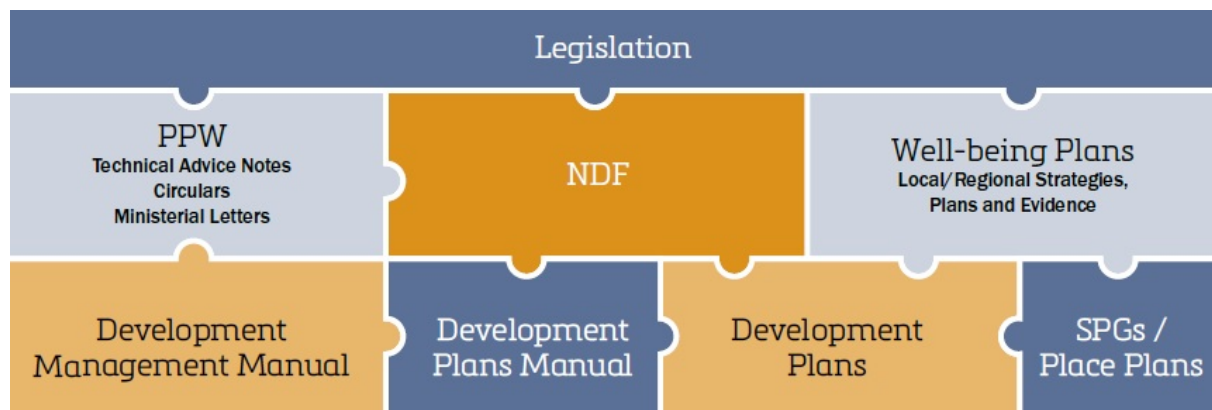 Legislation
PPW
Technical Advice Notes
Circulars
Ministerial Letters
NDF
Well-being Plans
Local/Regional Strategies,
Plans and Evidence
Development
Management Manual
Development
Plans Manual
Development
Plans
SPGs /
Place Plans